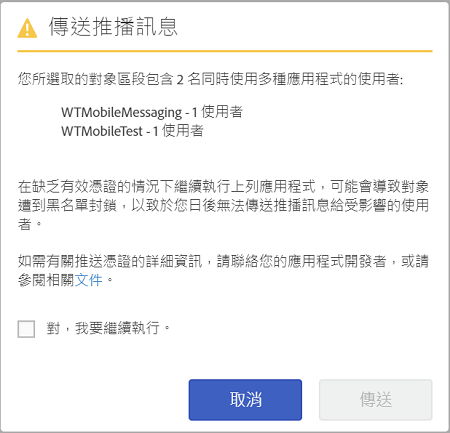 傳送推播訊息
您所選取的對象區段包含 2 名同時使用多種應用程式的使用者:
WTMobileMessaging - 1 使用者
WTMobileTest - 1 使用者
在缺乏有效憑證的情況下繼續執行上列應用程式，可能會導致對象
遭到黑名單封鎖，以致於您日後無法傳送推播訊息給受影響的使用
者。
如需有關推送憑證的詳細資訊，請聯絡您的應用程式開發者，或請
參閱相關文件。
對，我要繼續執行。
取消
傳送